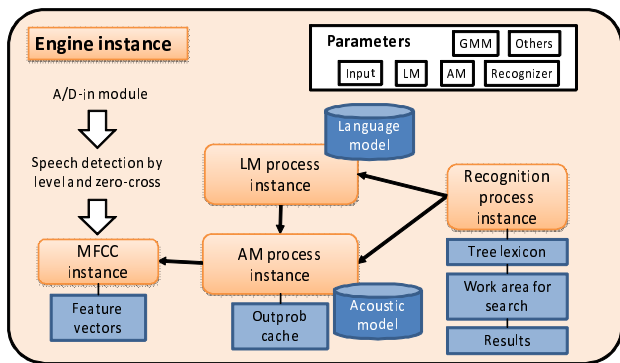 Engine instance
Parameters
GMM
Others
Input
LM
AM
Recognizer
A/D-in module
Speech detection by
level and zero-cross
MFCC
instance
Feature
vectors
LM process
instance
Language
model
AM process
instance
Outprob
cache
Acoustic
model
Recognition
process
instance
Tree lexicon
Work area for
search
Results